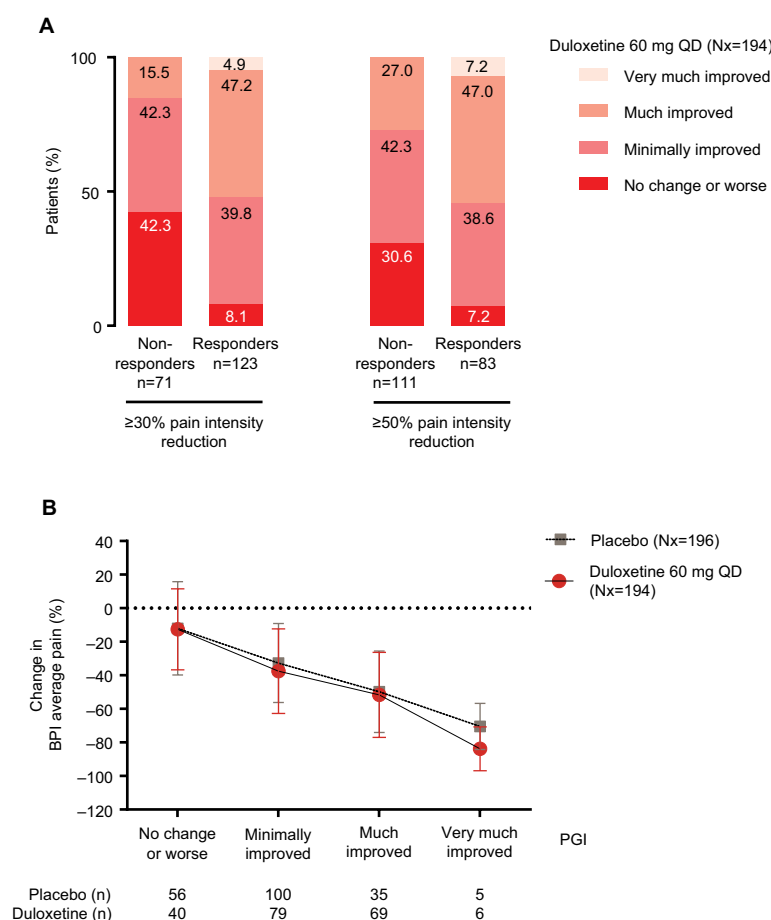 A
Duloxetine 60 mg QD (Nx=194)
Very much improved
Much improved
Minimally improved
No change or worse
Patients (%)
100
50
0
15.5
42.3
42.3
4.9
47.2
39.8
8.1
27.0
42.3
30.6
7.2
47.0
38.6
7.2
Non-
responders
n=71
Responders
n=123
Non-
responders
n=111
Responders
n=83
≥30% pain intensity
reduction
≥50% pain intensity
reduction
B
Placebo (Nx=196)
Duloxetine 60 mg QD
(Nx=194)
Change in
BPI average pain (%)
40
20
0
–20
–40
–60
–80
–100
–120
No change
or worse
Minimally
improved
Much
improved
Very much
improved
PGI
Placebo (n) 56 100 35 5
Duloxetine (n) 40 79 69 6